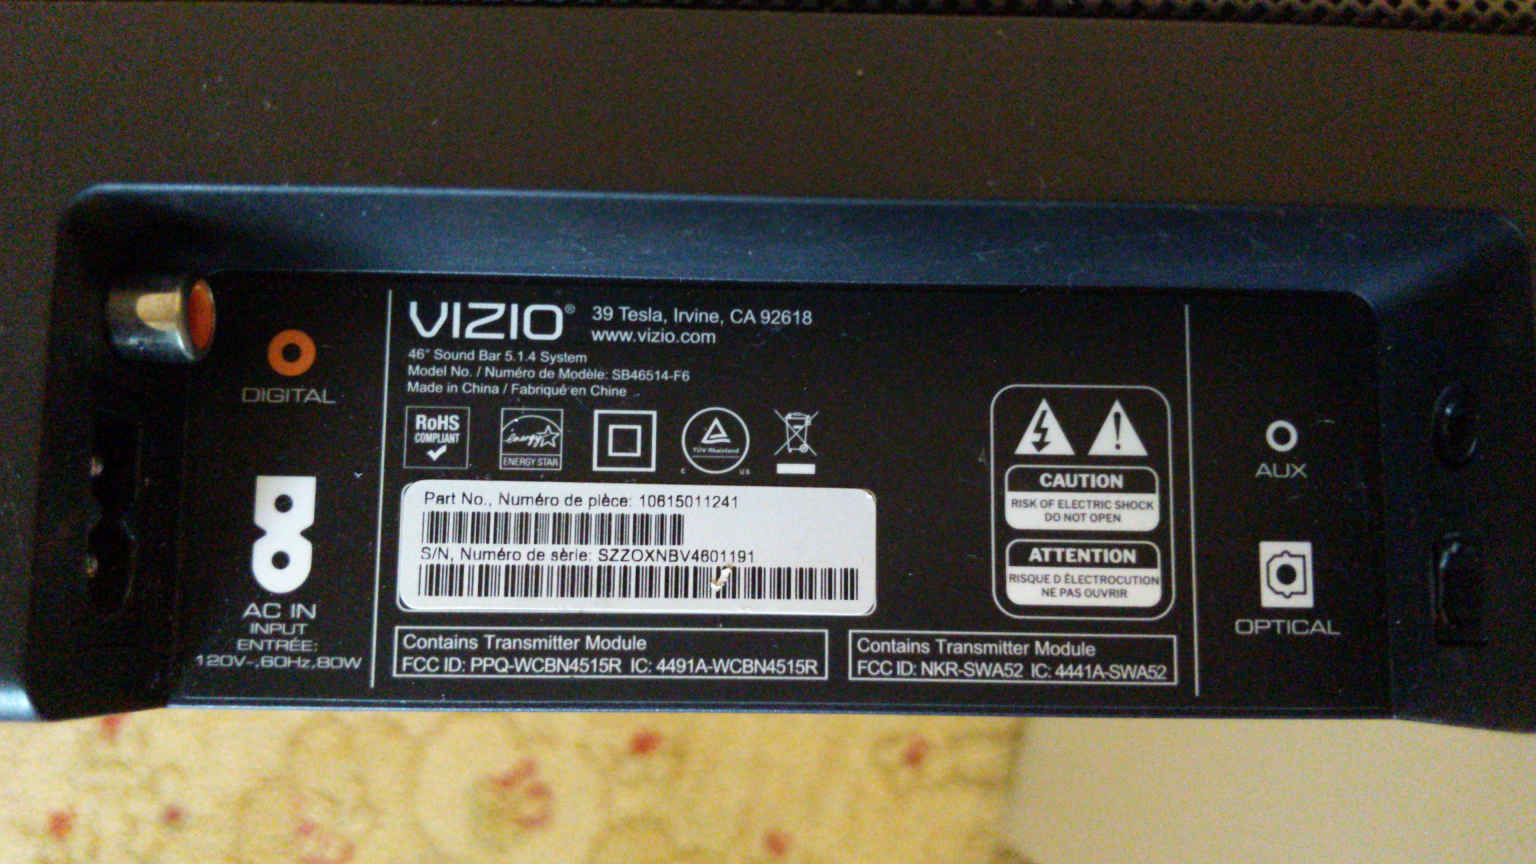 DIGITAL
AC IN
INPUT
ENTRÉE:
120V~,60Hz,80W
VIZIO®
39 Tesla, Irvine, CA 92618
www.vizio.com
46" Sound Bar 5.1.4 System
Model No. / Numéro de Modèle: SB46514-F6
Made in China / Fabriqué en Chine
RoHS
COMPLIANT
energy
ENERGY STAR
TÜV Rheinland
C US
Part No., Numéro de pièce: 10615011241
S/N, Numéro de série: SZZOXNBV4601191
Contains Transmitter Module
FCC ID: PPQ-WCBN4515R IC: 4491A-WCBN4515R
CAUTION
RISK OF ELECTRIC SHOCK
DO NOT OPEN
ATTENTION
RISQUE D ÉLECTROCUTION
NE PAS OUVRIR
Contains Transmitter Module
FCC ID: NKR-SWA52 IC: 4441A-SWA52
AUX
OPTICAL